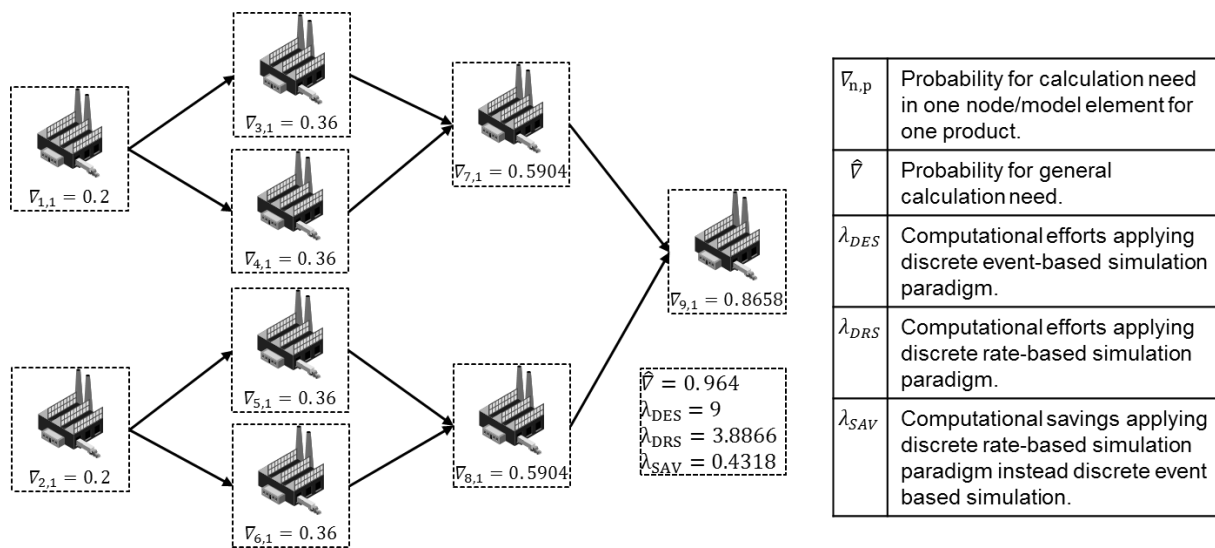 ∇1,1 = 0.2
∇2,1 = 0.2
∇3,1 = 0.36
∇4,1 = 0.36
∇5,1 = 0.36
∇6,1 = 0.36
∇7,1 = 0.5904
∇8,1 = 0.5904
∇9,1 = 0.8658
∇̂ = 0.964
λDES = 9
λDRS = 3.8866
λSAV = 0.4318
∇n,p Probability for calculation need
in one node/model element for
one product.
∇̂ Probability for general
calculation need.
λDES Computational efforts applying
discrete event-based simulation
paradigm.
λDRS Computational efforts applying
discrete rate-based simulation
paradigm.
λSAV Computational savings applying
discrete rate-based simulation
paradigm instead discrete event
based simulation.